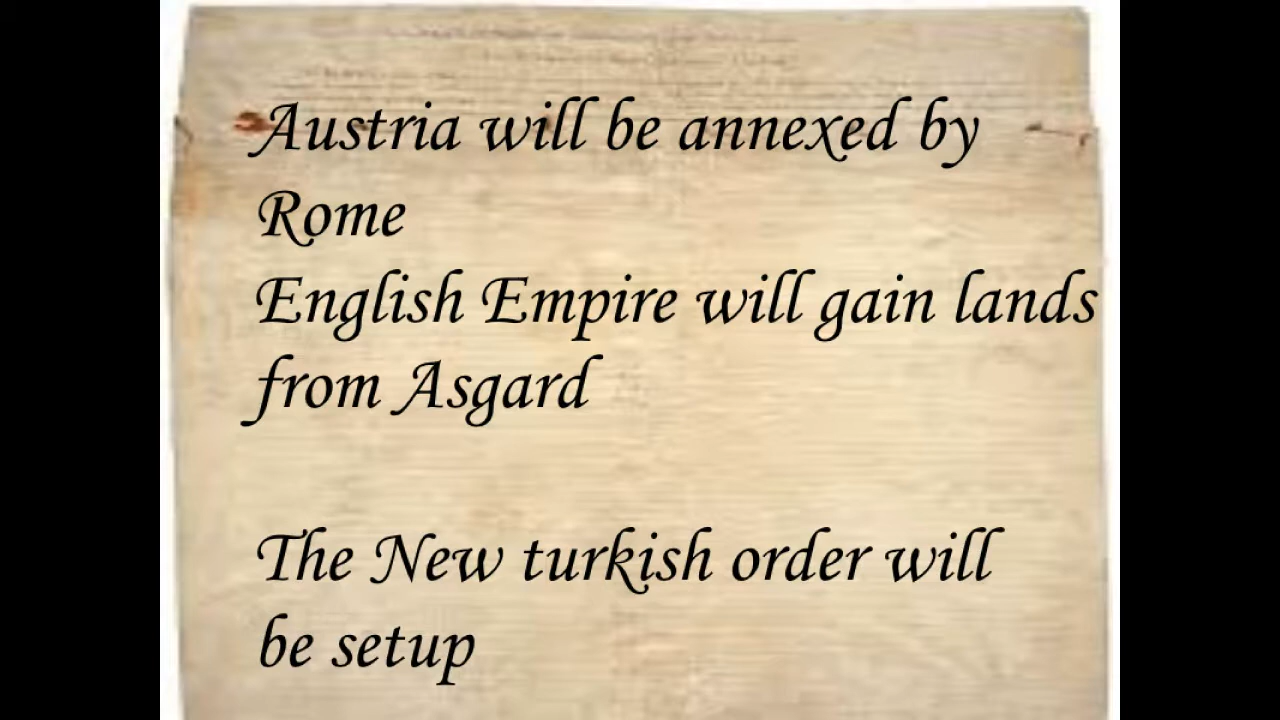 Austria will be annexed by
Rome
English Empire will gain lands
from Asgard
The New turkish order will
be setup